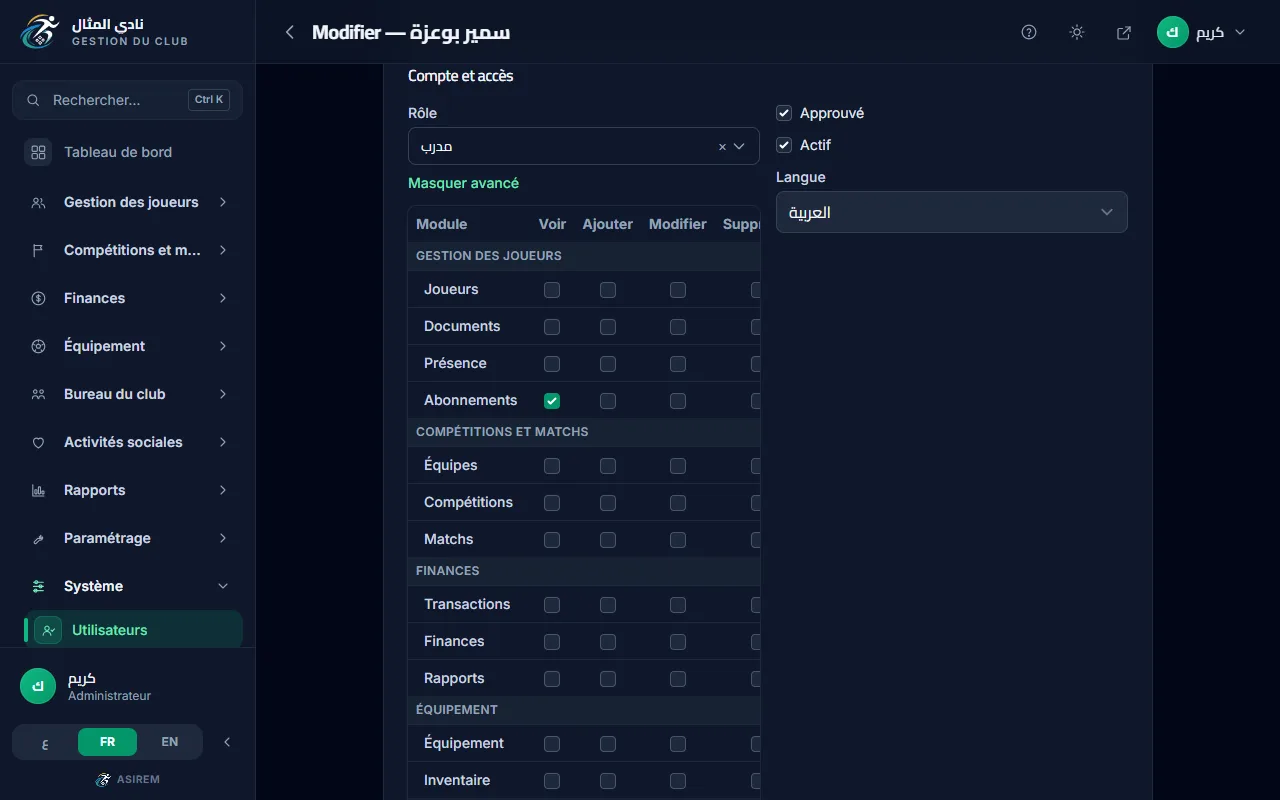 نادي المثال
GESTION DU CLUB
Rechercher...
Ctrl K
Tableau de bord
Gestion des joueurs
Compétitions et m...
Finances
Équipement
Bureau du club
Activités sociales
Rapports
Paramétrage
Système
Utilisateurs
كريم
Administrateur
ع
FR
EN
ASIREM
Modifier — سمير بوعزة
ك
كريم
Compte et accès
Rôle
مدرب
×
Masquer avancé
Approuvé
Actif
Langue
العربية
Module Voir Ajouter Modifier Suppr
GESTION DES JOUEURS
Joueurs
Documents
Présence
Abonnements
COMPÉTITIONS ET MATCHS
Équipes
Compétitions
Matchs
FINANCES
Transactions
Finances
Rapports
ÉQUIPEMENT
Équipement
Inventaire